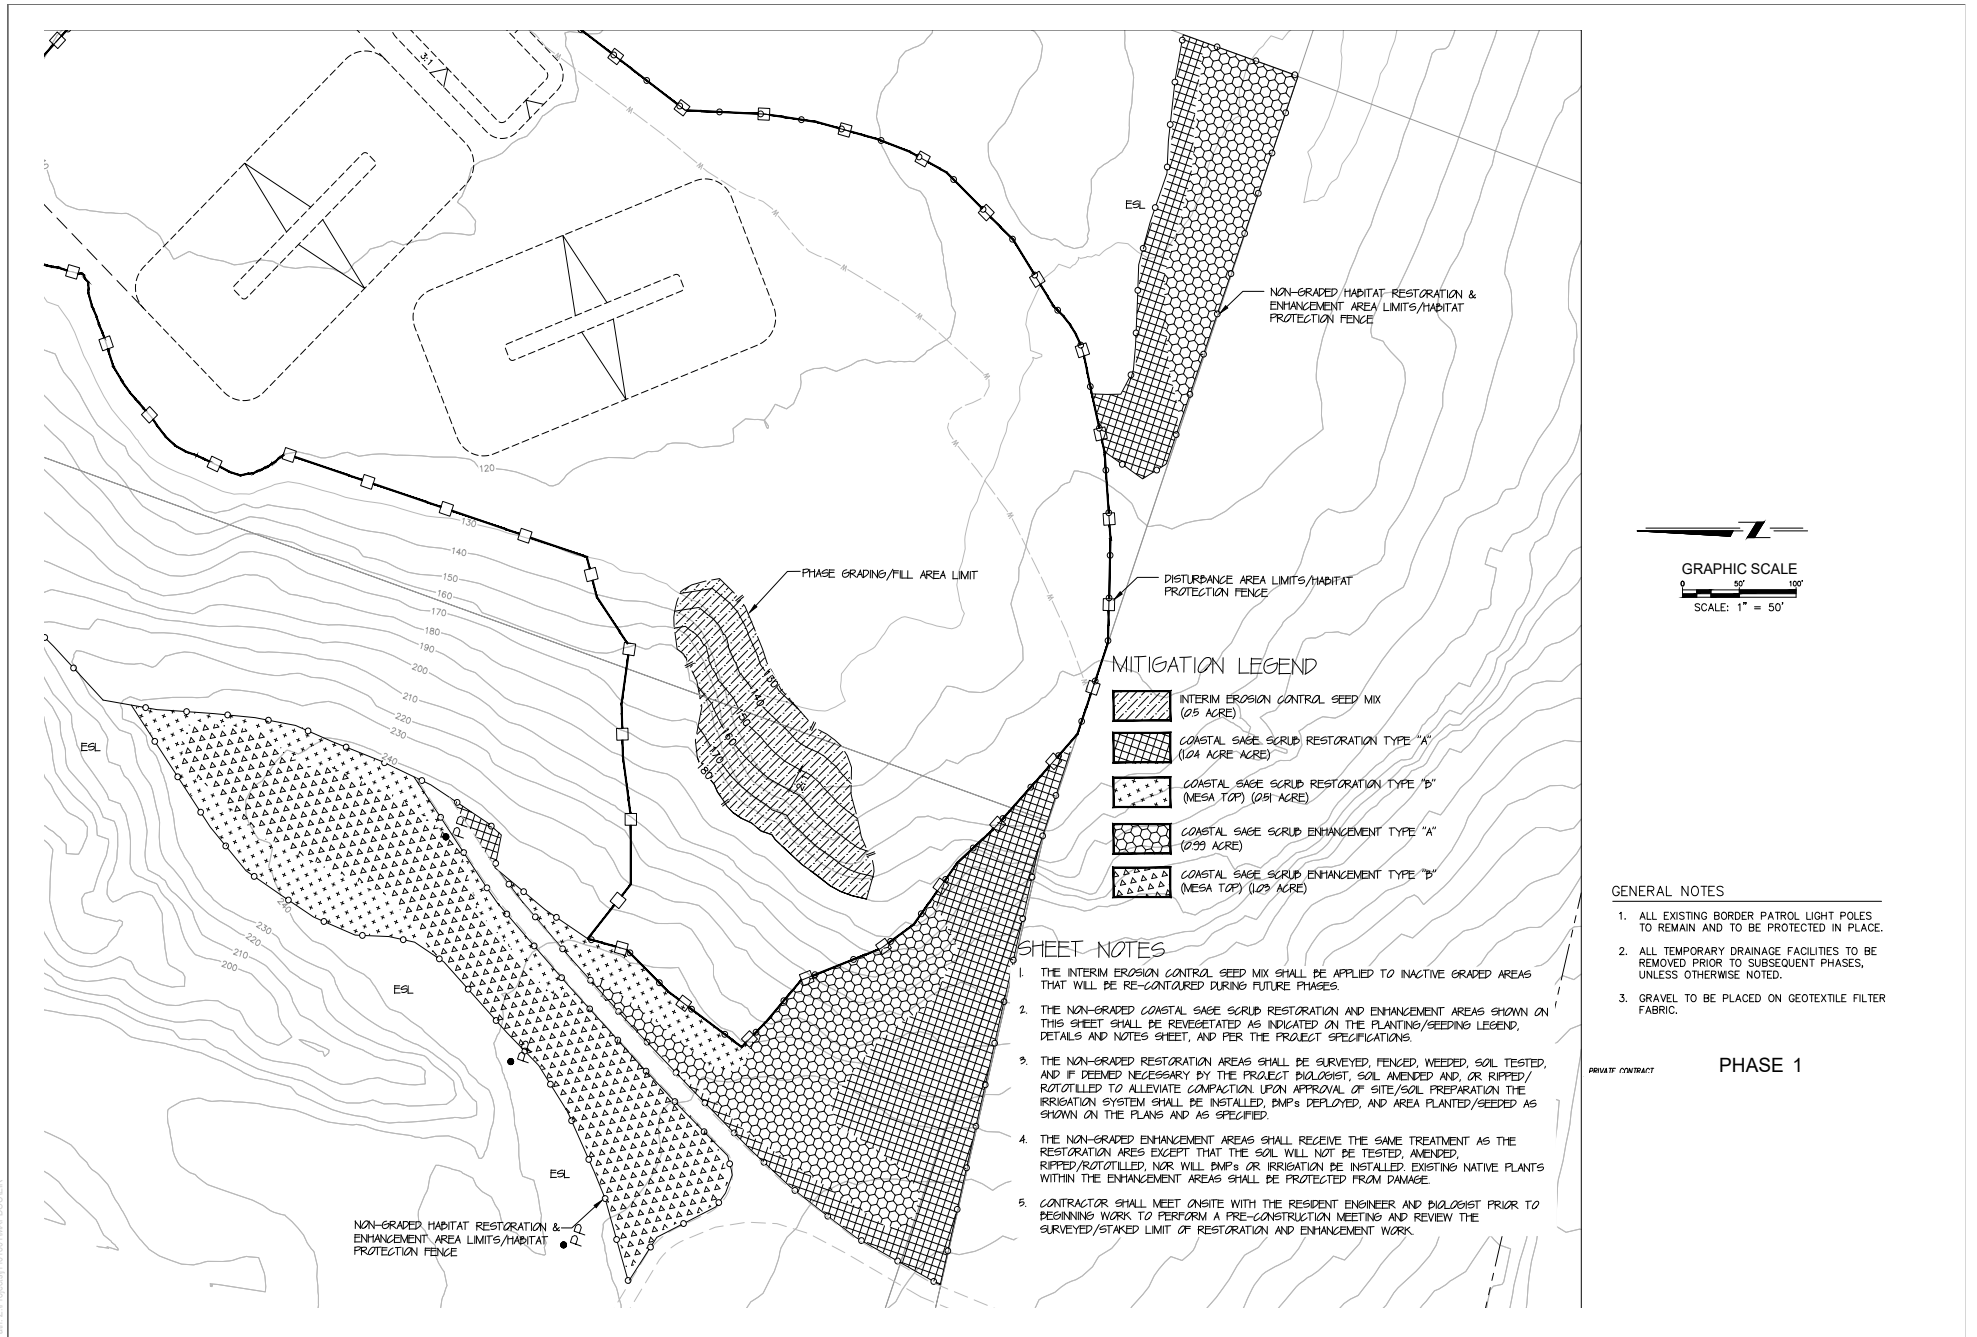 3:1
ESL
NON-GRADED HABITAT RESTORATION &
ENHANCEMENT AREA LIMITS/HABITAT
PROTECTION FENCE
120
130
140
150
160
170
180
190
200
210
220
230
240
PHASE GRADING/FILL AREA LIMIT
DISTURBANCE AREA LIMITS/HABITAT
PROTECTION FENCE
MITIGATION LEGEND
INTERIM EROSION CONTROL SEED MIX
(0.5 ACRE)
COASTAL SAGE SCRUB RESTORATION TYPE "A"
(1.04 ACRE ACRE)
COASTAL SAGE SCRUB RESTORATION TYPE "B"
(MESA TOP) (0.51 ACRE)
COASTAL SAGE SCRUB ENHANCEMENT TYPE "A"
(0.99 ACRE)
COASTAL SAGE SCRUB ENHANCEMENT TYPE "B"
(MESA TOP) (1.03 ACRE)
ESL
240
230
220
210
200
ESL
ESL
NON-GRADED HABITAT RESTORATION &
ENHANCEMENT AREA LIMITS/HABITAT
PROTECTION FENCE
PP
SHEET NOTES
1. THE INTERIM EROSION CONTROL SEED MIX SHALL BE APPLIED TO INACTIVE GRADED AREAS
THAT WILL BE RE-CONTOURED DURING FUTURE PHASES.
2. THE NON-GRADED COASTAL SAGE SCRUB RESTORATION AND ENHANCEMENT AREAS SHOWN ON
THIS SHEET SHALL BE REVEGETATED AS INDICATED ON THE PLANTING/SEEDING LEGEND,
DETAILS AND NOTES SHEET, AND PER THE PROJECT SPECIFICATIONS.
3. THE NON-GRADED RESTORATION AREAS SHALL BE SURVEYED, FENCED, WEEDED, SOIL TESTED,
AND IF DEEMED NECESSARY BY THE PROJECT BIOLOGIST, SOIL AMENDED AND, OR RIPPED/
ROTOTILLED TO ALLEVIATE COMPACTION. UPON APPROVAL OF SITE/SOIL PREPARATION THE
IRRIGATION SYSTEM SHALL BE INSTALLED, BMPs DEPLOYED, AND AREA PLANTED/SEEDED AS
SHOWN ON THE PLANS AND AS SPECIFIED.
4. THE NON-GRADED ENHANCEMENT AREAS SHALL RECEIVE THE SAME TREATMENT AS THE
RESTORATION ARES EXCEPT THAT THE SOIL WILL NOT BE TESTED, AMENDED,
RIPPED/ROTOTILLED, NOR WILL BMPs OR IRRIGATION BE INSTALLED. EXISTING NATIVE PLANTS
WITHIN THE ENHANCEMENT AREAS SHALL BE PROTECTED FROM DAMAGE.
5. CONTRACTOR SHALL MEET ONSITE WITH THE RESIDENT ENGINEER AND BIOLOGIST PRIOR TO
BEGINNING WORK TO PERFORM A PRE-CONSTRUCTION MEETING AND REVIEW THE
SURVEYED/STAKED LIMIT OF RESTORATION AND ENHANCEMENT WORK.
GRAPHIC SCALE
0 50' 100'
SCALE: 1" = 50'
GENERAL NOTES
1. ALL EXISTING BORDER PATROL LIGHT POLES
TO REMAIN AND TO BE PROTECTED IN PLACE.
2. ALL TEMPORARY DRAINAGE FACILITIES TO BE
REMOVED PRIOR TO SUBSEQUENT PHASES,
UNLESS OTHERWISE NOTED.
3. GRAVEL TO BE PLACED ON GEOTEXTILE FILTER
FABRIC.
PRIVATE CONTRACT
PHASE 1